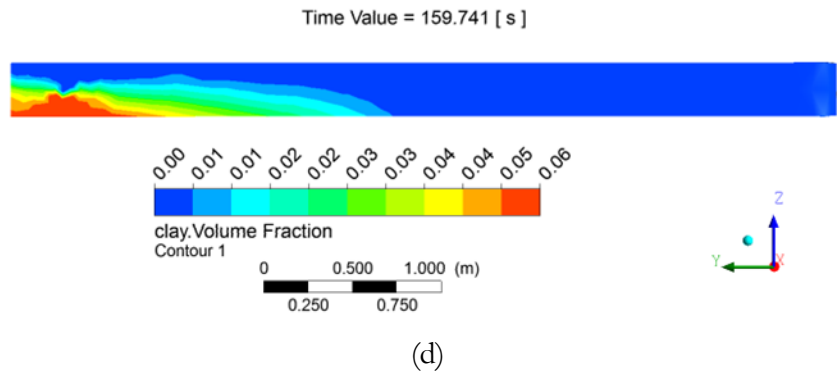 Time Value = 159.741 [ s ]
0.00 0.01 0.01 0.02 0.02 0.03 0.03 0.04 0.04 0.05 0.06
clay.Volume Fraction
Contour 1
0 0.500 1.000 (m)
0.250 0.750
Z
Y X
(d)